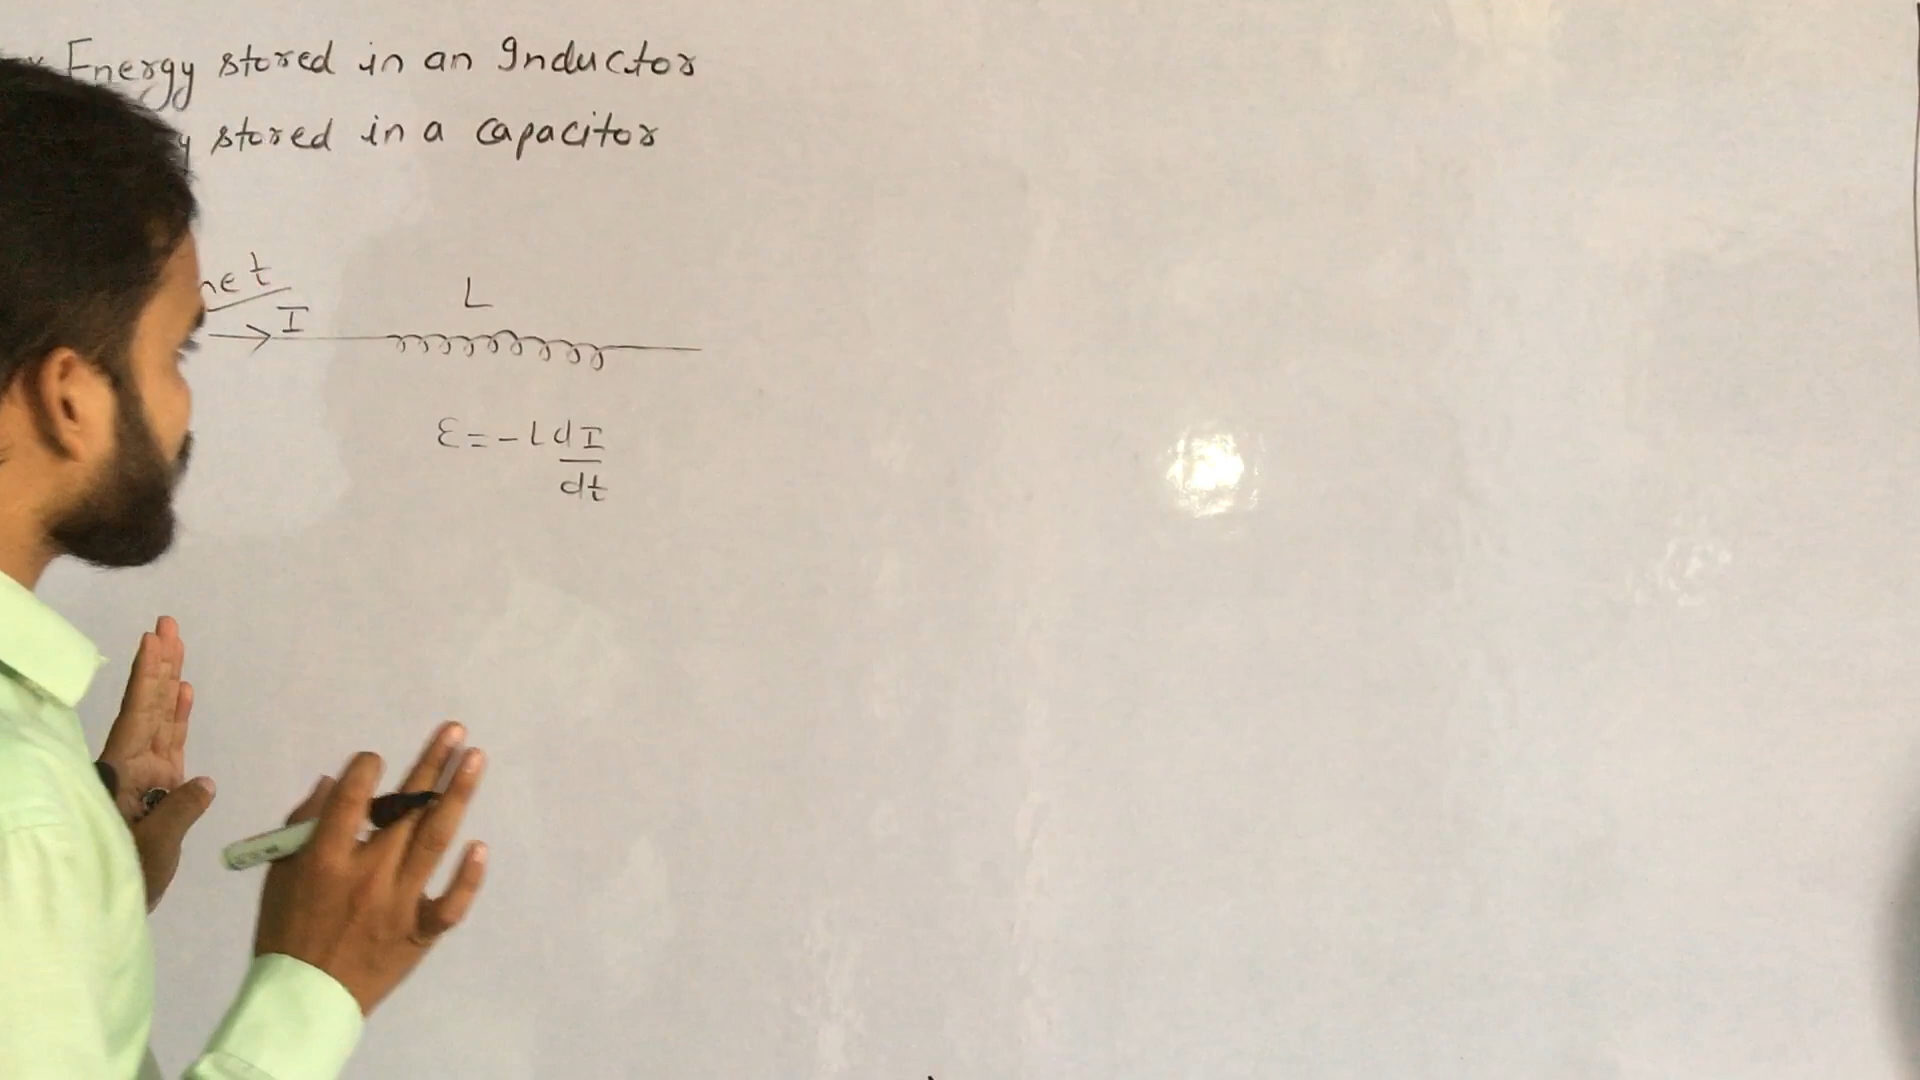 Energy stored in an Inductor
stored in a capacitor
t
I
L
ε = - L dI
dt